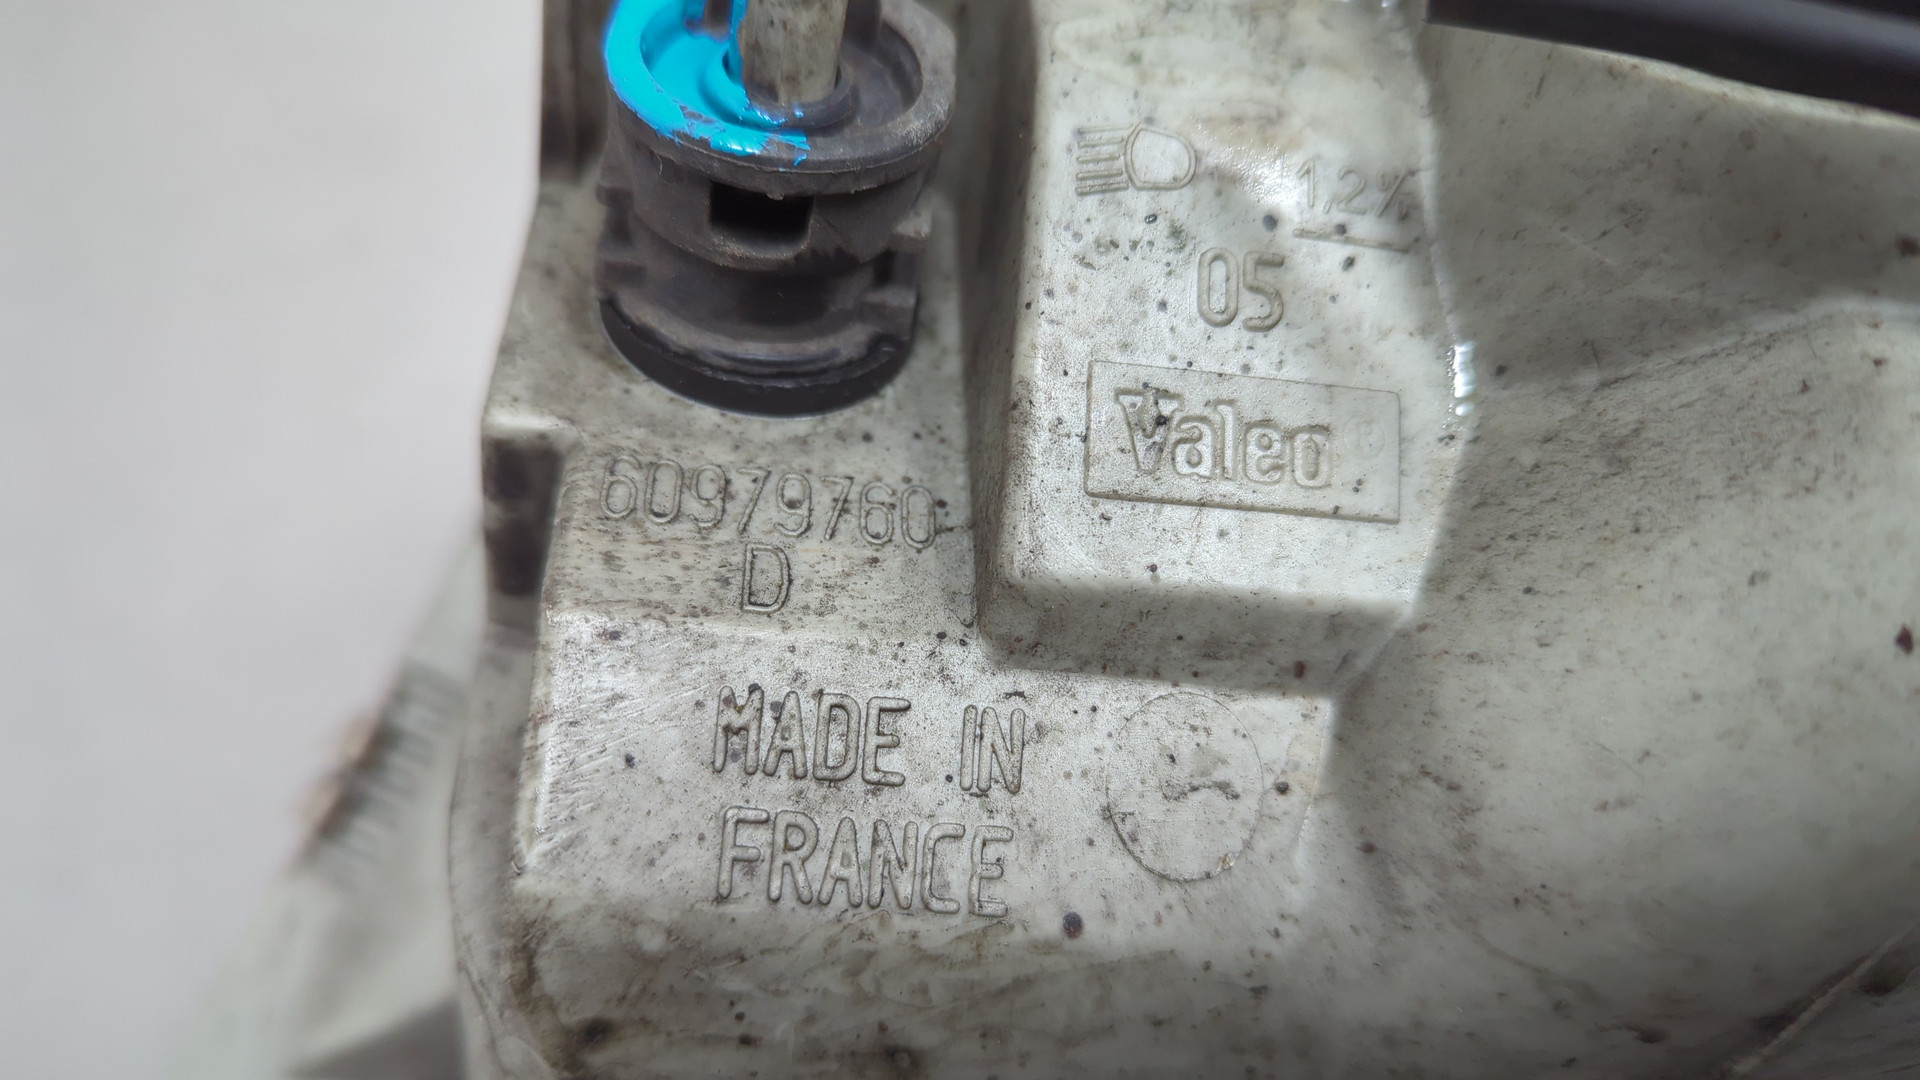 1,2%
05
Valeo ®
60979760
D
MADE IN
FRANCE